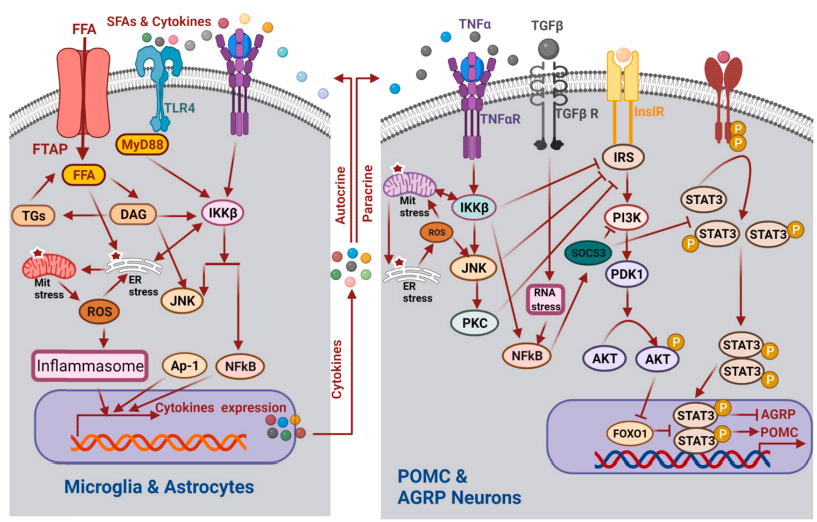 FFA
SFAs & Cytokines
TLR4
FTAP
MyD88
FFA
TGs
DAG
IKKβ
Mit
stress
ER
stress
ROS
JNK
Inflammasome
Ap-1
NFkB
Cytokines expression
Microglia & Astrocytes
Autocrine
Paracrine
Cytokines
TNFα
TGFβ
TNFαR
TGFβ R
InslR
P
P
IRS
Mit
stress
IKKβ
STAT3
ROS
PI3K
STAT3
P
STAT3
P
SOCS3
ER
stress
JNK
PDK1
RNA
stress
PKC
NFkB
AKT
AKT
P
STAT3
P
STAT3
P
STAT3
P
AGRP
FOXO1
STAT3
P
POMC
POMC &
AGRP Neurons